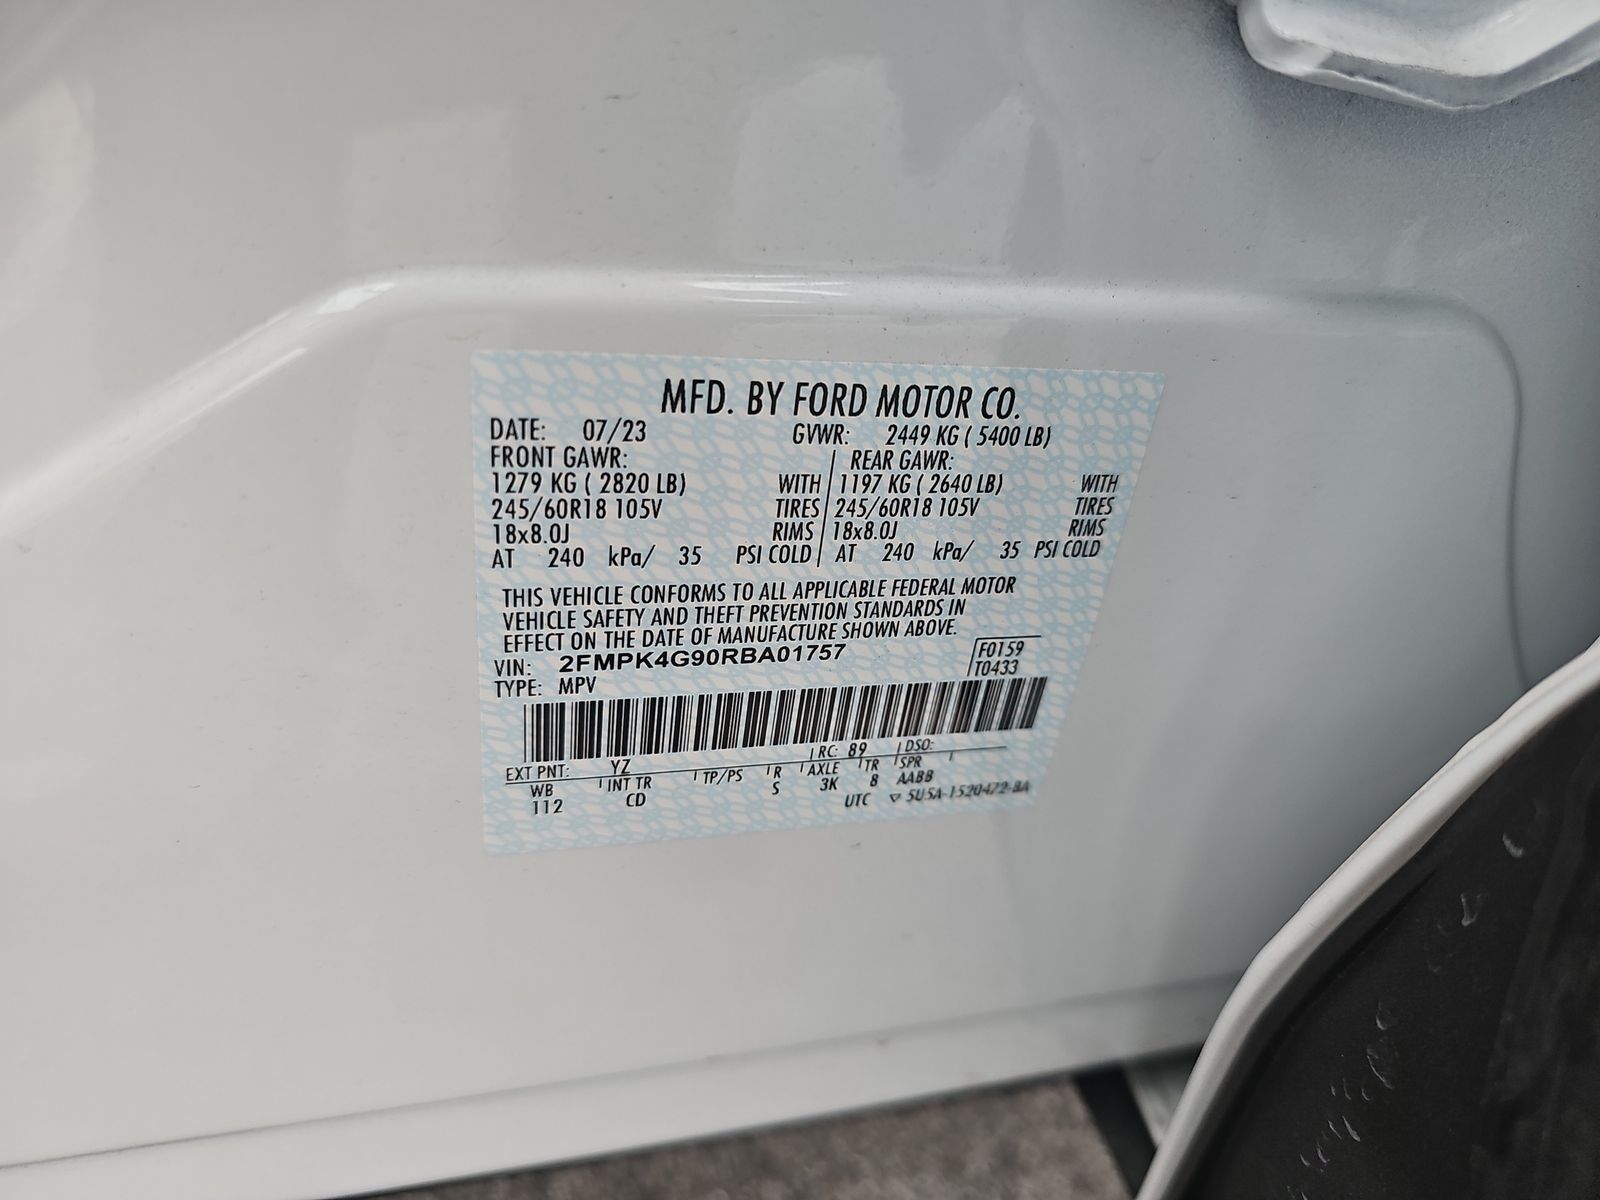 MFD. BY FORD MOTOR CO.
DATE: 07/23 GVWR: 2449 KG ( 5400 LB)
FRONT GAWR: REAR GAWR:
1279 KG ( 2820 LB) WITH 1197 KG ( 2640 LB) WITH
245/60R18 105V TIRES 245/60R18 105V TIRES
18x8.0J RIMS 18x8.0J RIMS
AT 240 kPa/ 35 PSI COLD AT 240 kPa/ 35 PSI COLD
THIS VEHICLE CONFORMS TO ALL APPLICABLE FEDERAL MOTOR
VEHICLE SAFETY AND THEFT PREVENTION STANDARDS IN
EFFECT ON THE DATE OF MANUFACTURE SHOWN ABOVE.
VIN: 2FMPK4G90RBA01757 F0159
TYPE: MPV T0433
EXT PNT: YZ RC: 89 DSO:
WB INT TR TP/PS R AXLE TR SPR
112 CD S 3K 8 AABB
UTC ▽ 5U5A-1520472-BA